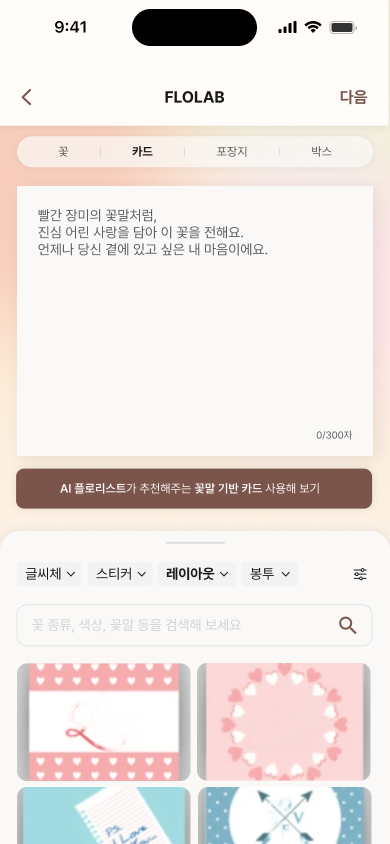 9:41
FLOLAB
다음
꽃
카드
포장지
박스
빨간 장미의 꽃말처럼,
진심 어린 사랑을 담아 이 꽃을 전해요.
언제나 당신 곁에 있고 싶은 내 마음이에요.
0/300자
AI 플로리스트가 추천해주는 꽃말 기반 카드 사용해 보기
글씨체
스티커
레이아웃
봉투
꽃 종류, 색상, 꽃말 등을 검색해 보세요
P.S.
I Love
You